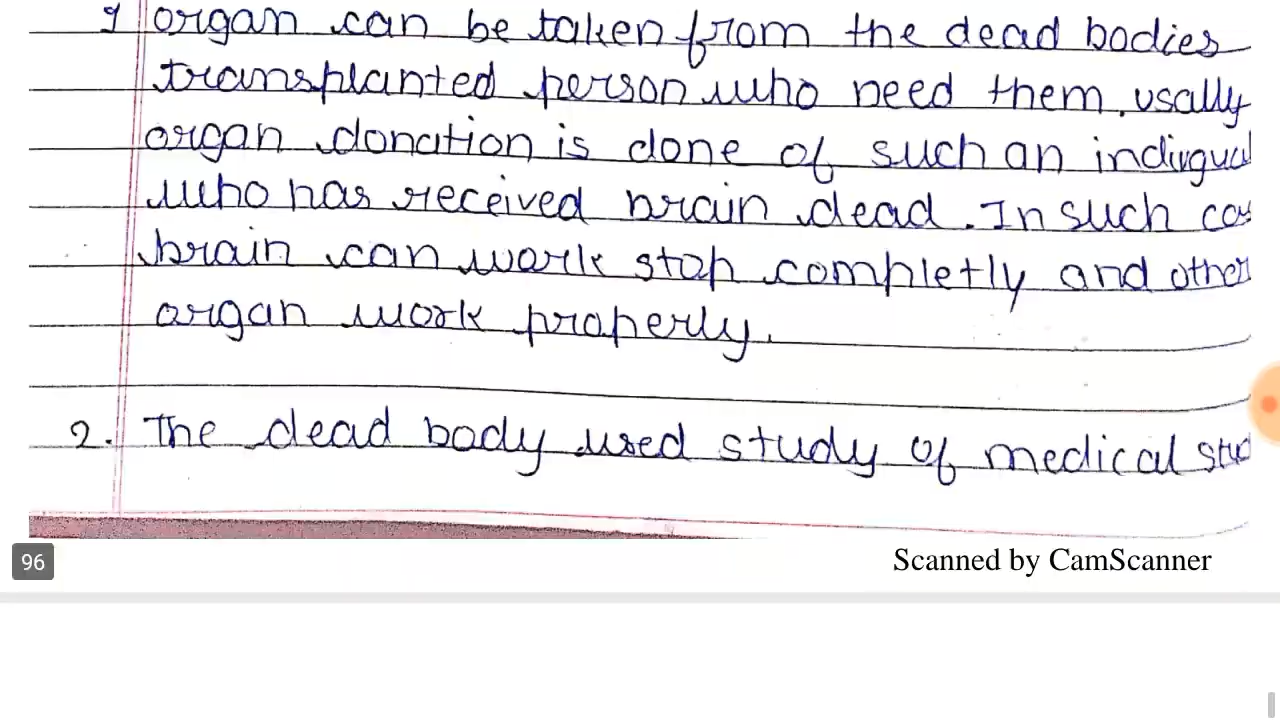 1 organ can be taken from the dead bodies
transplanted person who need them. usally
organ donation is done of such an indivgual
who has received brain dead. In such cas
brain can work stop completly and other
organ work properly.
2. The dead body used study of medical stud
96
Scanned by CamScanner